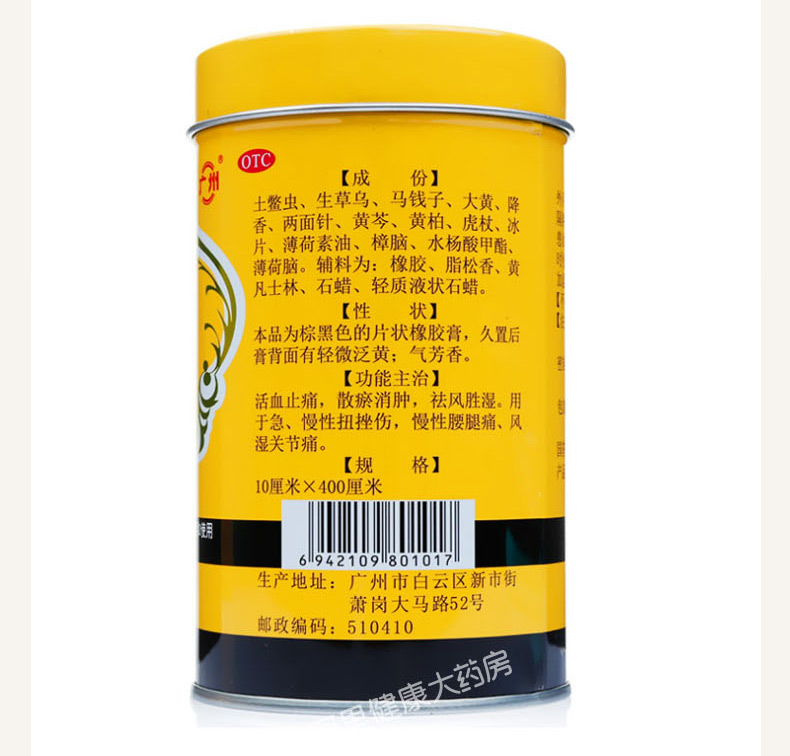 广州®
OTC
【成 份】
土鳖虫、生草乌、马钱子、大黄、降
香、两面针、黄芩、黄柏、虎杖、冰
片、薄荷素油、樟脑、水杨酸甲酯、
薄荷脑。辅料为：橡胶、脂松香、黄
凡士林、石蜡、轻质液状石蜡。
【性 状】
本品为棕黑色的片状橡胶膏，久置后
膏背面有轻微泛黄；气芳香。
【功能主治】
活血止痛，散瘀消肿，祛风胜湿。用
于急、慢性扭挫伤，慢性腰腿痛、风
湿关节痛。
【规 格】
10厘米×400厘米
使用
6 942109 801017
生产地址：广州市白云区新市街
萧岗大马路52号
邮政编码：510410
健康大药房